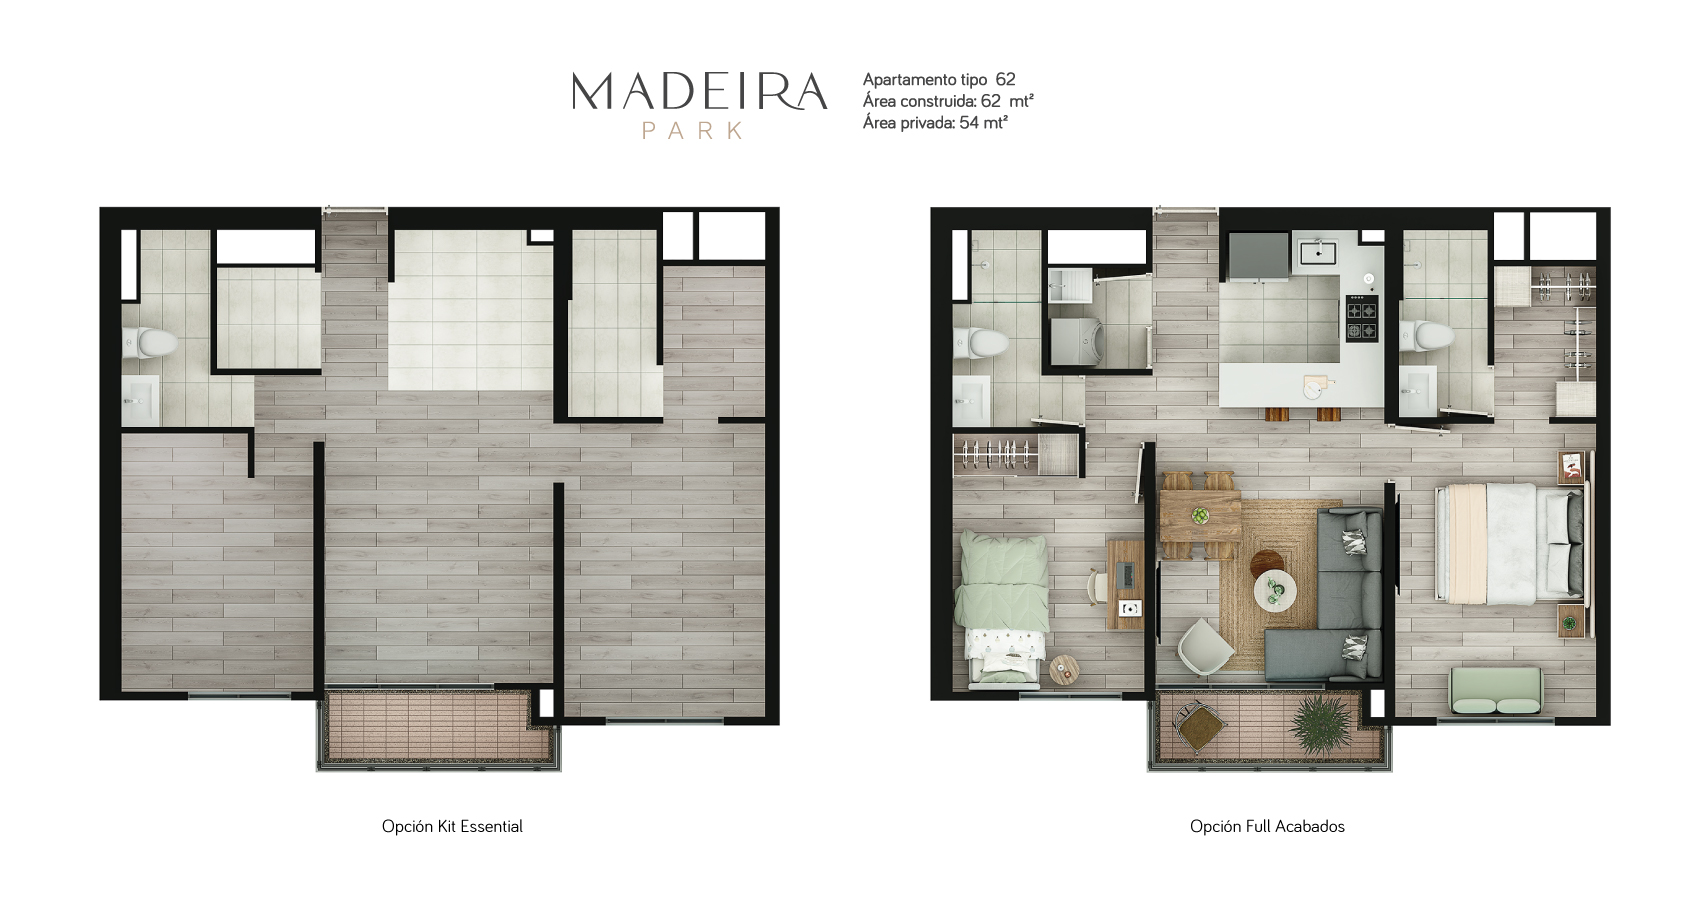 MADEIRA
PARK
Apartamento tipo 62
Área construida: 62 mt²
Área privada: 54 mt²
Opción Kit Essential
Opción Full Acabados